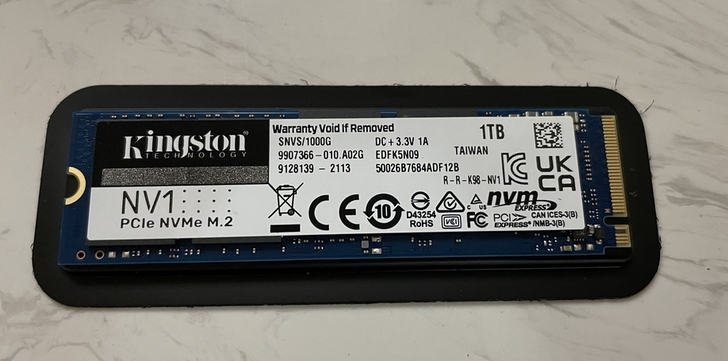 Kingston
TECHNOLOGY
NV1
PCIe NVMe M.2
Warranty Void If Removed
SNVS/1000G DC+3.3V 1A
9907366-010.A02G EDFK5N09
9128139 - 2113 50026B7684ADF12B
1TB
TAIWAN
R-R-K98-NV1
UK
CA
CE
10
D43254
RoHS
FC
nvm
EXPRESS
PCI
EXPRESS®
CAN ICES-3(B)
/NMB-3(B)